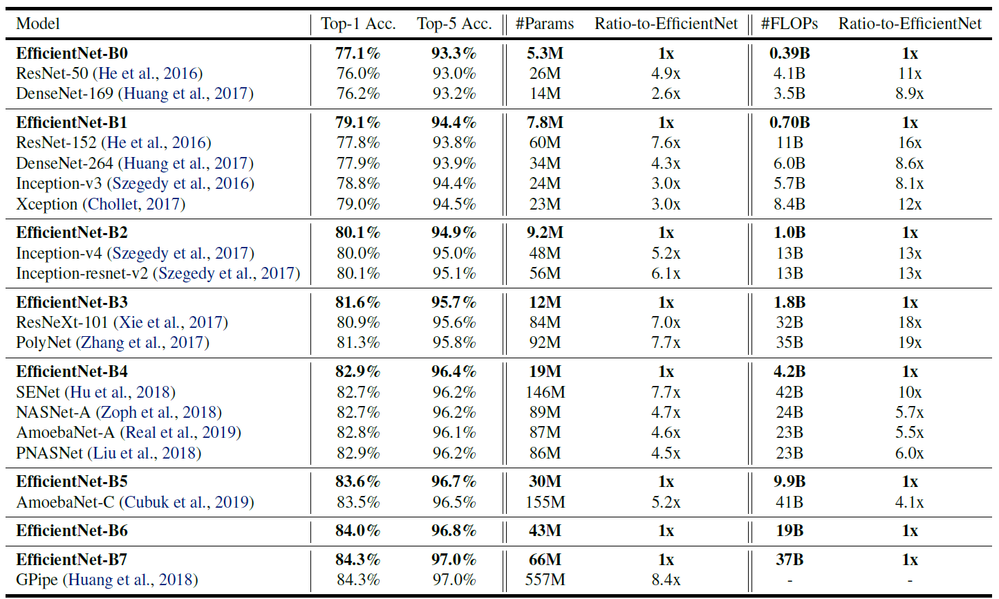 Model Top-1 Acc. Top-5 Acc. #Params Ratio-to-EfficientNet #FLOPs Ratio-to-EfficientNet
EfficientNet-B0 77.1% 93.3% 5.3M 1x 0.39B 1x
ResNet-50 (He et al., 2016) 76.0% 93.0% 26M 4.9x 4.1B 11x
DenseNet-169 (Huang et al., 2017) 76.2% 93.2% 14M 2.6x 3.5B 8.9x
EfficientNet-B1 79.1% 94.4% 7.8M 1x 0.70B 1x
ResNet-152 (He et al., 2016) 77.8% 93.8% 60M 7.6x 11B 16x
DenseNet-264 (Huang et al., 2017) 77.9% 93.9% 34M 4.3x 6.0B 8.6x
Inception-v3 (Szegedy et al., 2016) 78.8% 94.4% 24M 3.0x 5.7B 8.1x
Xception (Chollet, 2017) 79.0% 94.5% 23M 3.0x 8.4B 12x
EfficientNet-B2 80.1% 94.9% 9.2M 1x 1.0B 1x
Inception-v4 (Szegedy et al., 2017) 80.0% 95.0% 48M 5.2x 13B 13x
Inception-resnet-v2 (Szegedy et al., 2017) 80.1% 95.1% 56M 6.1x 13B 13x
EfficientNet-B3 81.6% 95.7% 12M 1x 1.8B 1x
ResNeXt-101 (Xie et al., 2017) 80.9% 95.6% 84M 7.0x 32B 18x
PolyNet (Zhang et al., 2017) 81.3% 95.8% 92M 7.7x 35B 19x
EfficientNet-B4 82.9% 96.4% 19M 1x 4.2B 1x
SENet (Hu et al., 2018) 82.7% 96.2% 146M 7.7x 42B 10x
NASNet-A (Zoph et al., 2018) 82.7% 96.2% 89M 4.7x 24B 5.7x
AmoebaNet-A (Real et al., 2019) 82.8% 96.1% 87M 4.6x 23B 5.5x
PNASNet (Liu et al., 2018) 82.9% 96.2% 86M 4.5x 23B 6.0x
EfficientNet-B5 83.6% 96.7% 30M 1x 9.9B 1x
AmoebaNet-C (Cubuk et al., 2019) 83.5% 96.5% 155M 5.2x 41B 4.1x
EfficientNet-B6 84.0% 96.8% 43M 1x 19B 1x
EfficientNet-B7 84.3% 97.0% 66M 1x 37B 1x
GPipe (Huang et al., 2018) 84.3% 97.0% 557M 8.4x - -